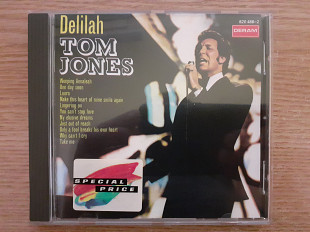 Delilah
DERAM
TOM
JONES
Weeping Annaleah
One day soon
Laura
Make this heart of mine smile again
Lingering on
You can't stop love
My elusive dreams
Just out of reach
Only a fool breaks his own heart
Why can't I cry
Take me
SPECIAL
PRICE